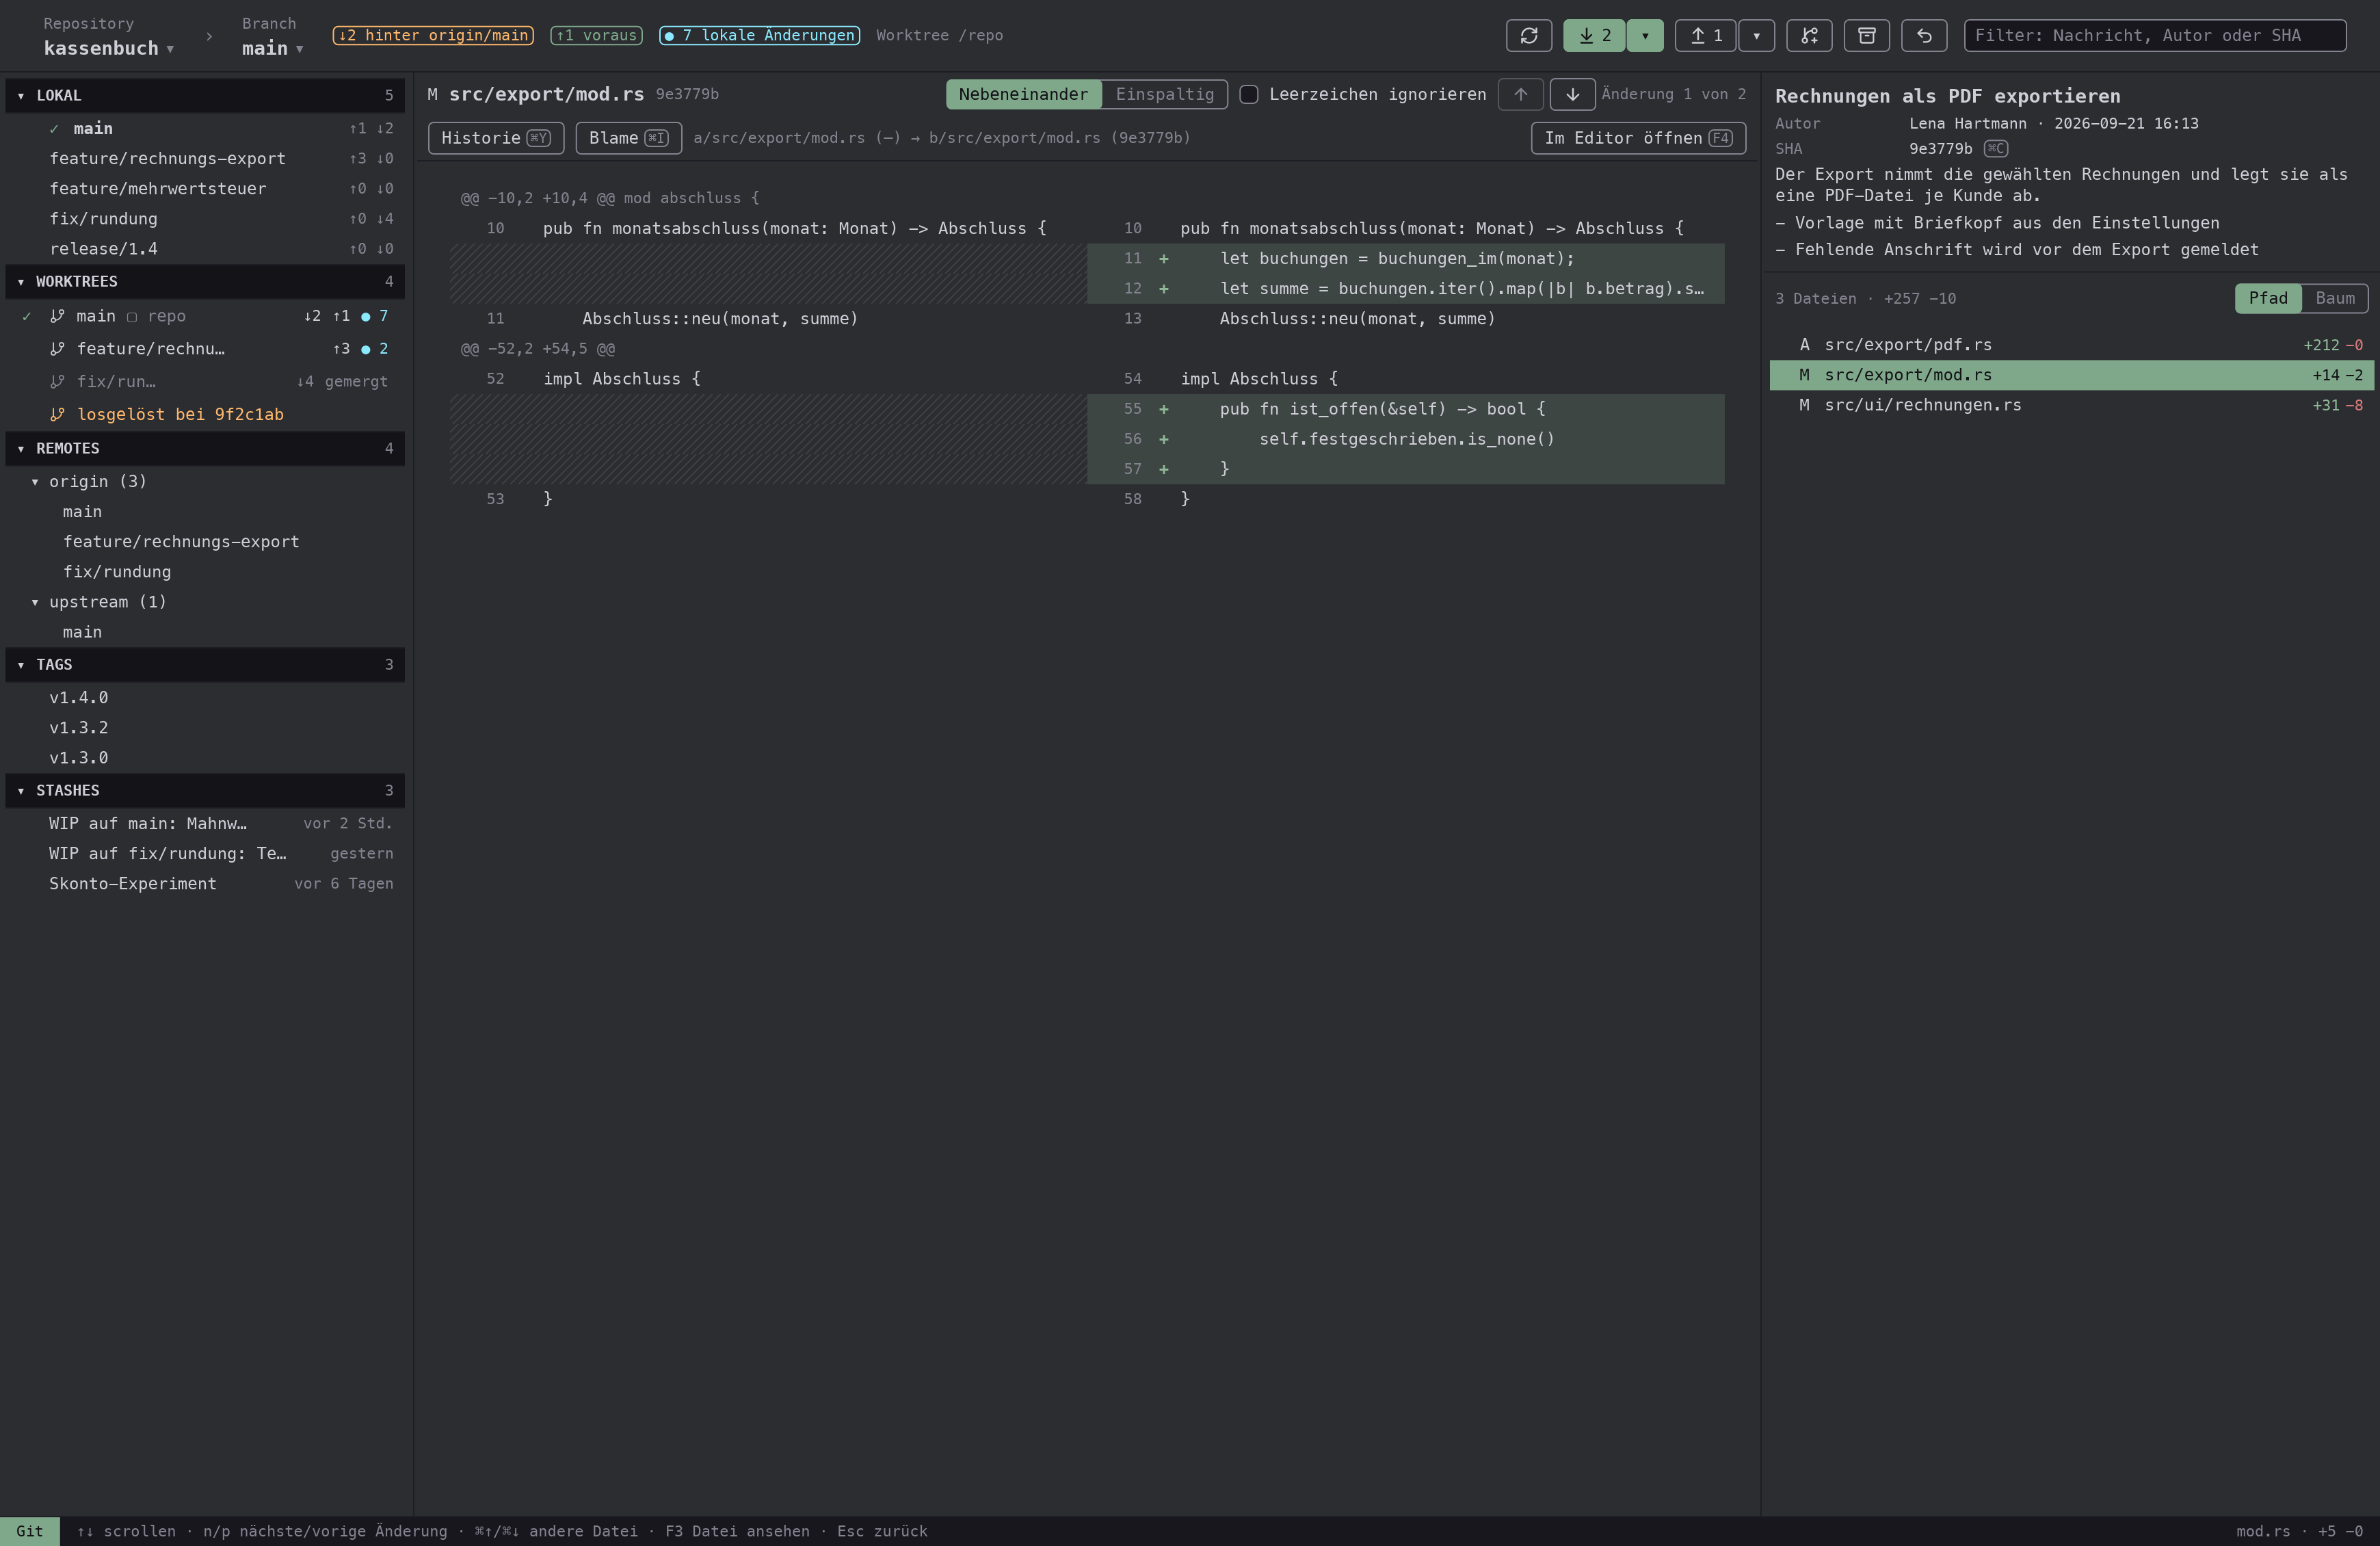 Repository
kassenbuch ▾
›
Branch
main ▾
↓2 hinter origin/main
↑1 voraus
● 7 lokale Änderungen
Worktree /repo
2 ▾
1 ▾
Filter: Nachricht, Autor oder SHA
▾ LOKAL 5
✓ main ↑1 ↓2
feature/rechnungs-export ↑3 ↓0
feature/mehrwertsteuer ↑0 ↓0
fix/rundung ↑0 ↓4
release/1.4 ↑0 ↓0
▾ WORKTREES 4
✓ main ▢ repo ↓2 ↑1 ● 7
feature/rechnu… ↑3 ● 2
fix/run… ↓4 gemergt
losgelöst bei 9f2c1ab
▾ REMOTES 4
▾ origin (3)
main
feature/rechnungs-export
fix/rundung
▾ upstream (1)
main
▾ TAGS 3
v1.4.0
v1.3.2
v1.3.0
▾ STASHES 3
WIP auf main: Mahnw… vor 2 Std.
WIP auf fix/rundung: Te… gestern
Skonto-Experiment vor 6 Tagen
M src/export/mod.rs 9e3779b
Nebeneinander Einspaltig
Leerzeichen ignorieren
↑ ↓ Änderung 1 von 2
Historie ⌘Y
Blame ⌘I
a/src/export/mod.rs (—) → b/src/export/mod.rs (9e3779b)
Im Editor öffnen F4
@@ −10,2 +10,4 @@ mod abschluss {
10 pub fn monatsabschluss(monat: Monat) -> Abschluss { 10 pub fn monatsabschluss(monat: Monat) -> Abschluss {
11 + let buchungen = buchungen_im(monat);
12 + let summe = buchungen.iter().map(|b| b.betrag).s…
11 Abschluss::neu(monat, summe) 13 Abschluss::neu(monat, summe)
@@ −52,2 +54,5 @@
52 impl Abschluss { 54 impl Abschluss {
55 + pub fn ist_offen(&self) -> bool {
56 + self.festgeschrieben.is_none()
57 + }
53 } 58 }
Rechnungen als PDF exportieren
Autor Lena Hartmann · 2026-09-21 16:13
SHA 9e3779b ⌘C
Der Export nimmt die gewählten Rechnungen und legt sie als
eine PDF-Datei je Kunde ab.
– Vorlage mit Briefkopf aus den Einstellungen
– Fehlende Anschrift wird vor dem Export gemeldet
3 Dateien · +257 −10
Pfad Baum
A src/export/pdf.rs +212 −0
M src/export/mod.rs +14 −2
M src/ui/rechnungen.rs +31 −8
Git ↑↓ scrollen · n/p nächste/vorige Änderung · ⌘↑/⌘↓ andere Datei · F3 Datei ansehen · Esc zurück
mod.rs · +5 −0